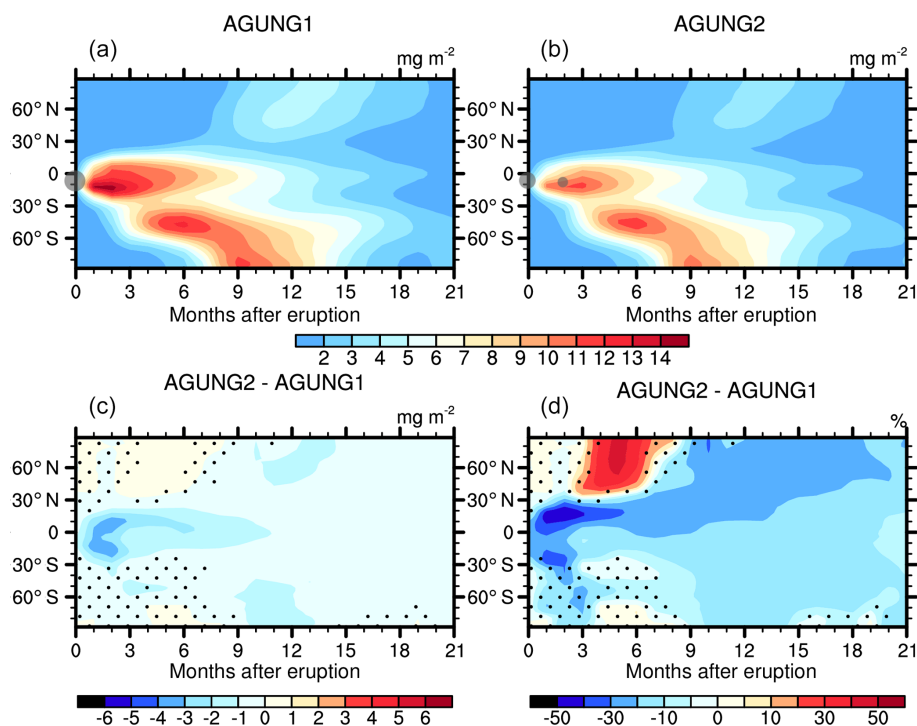 AGUNG1 AGUNG2
(a) mg m-2 (b) mg m-2
60° N 60° N
30° N 30° N
0 0
30° S 30° S
60° S 60° S
0 3 6 9 12 15 18 21 0 3 6 9 12 15 18 21
Months after eruption Months after eruption
2 3 4 5 6 7 8 9 10 11 12 13 14
AGUNG2 - AGUNG1 AGUNG2 - AGUNG1
(c) mg m-2 (d) %
60° N 60° N
30° N 30° N
0 0
30° S 30° S
60° S 60° S
0 3 6 9 12 15 18 21 0 3 6 9 12 15 18 21
Months after eruption Months after eruption
-6 -5 -4 -3 -2 -1 0 1 2 3 4 5 6 -50 -30 -10 0 10 30 50